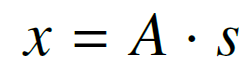 x = A · s